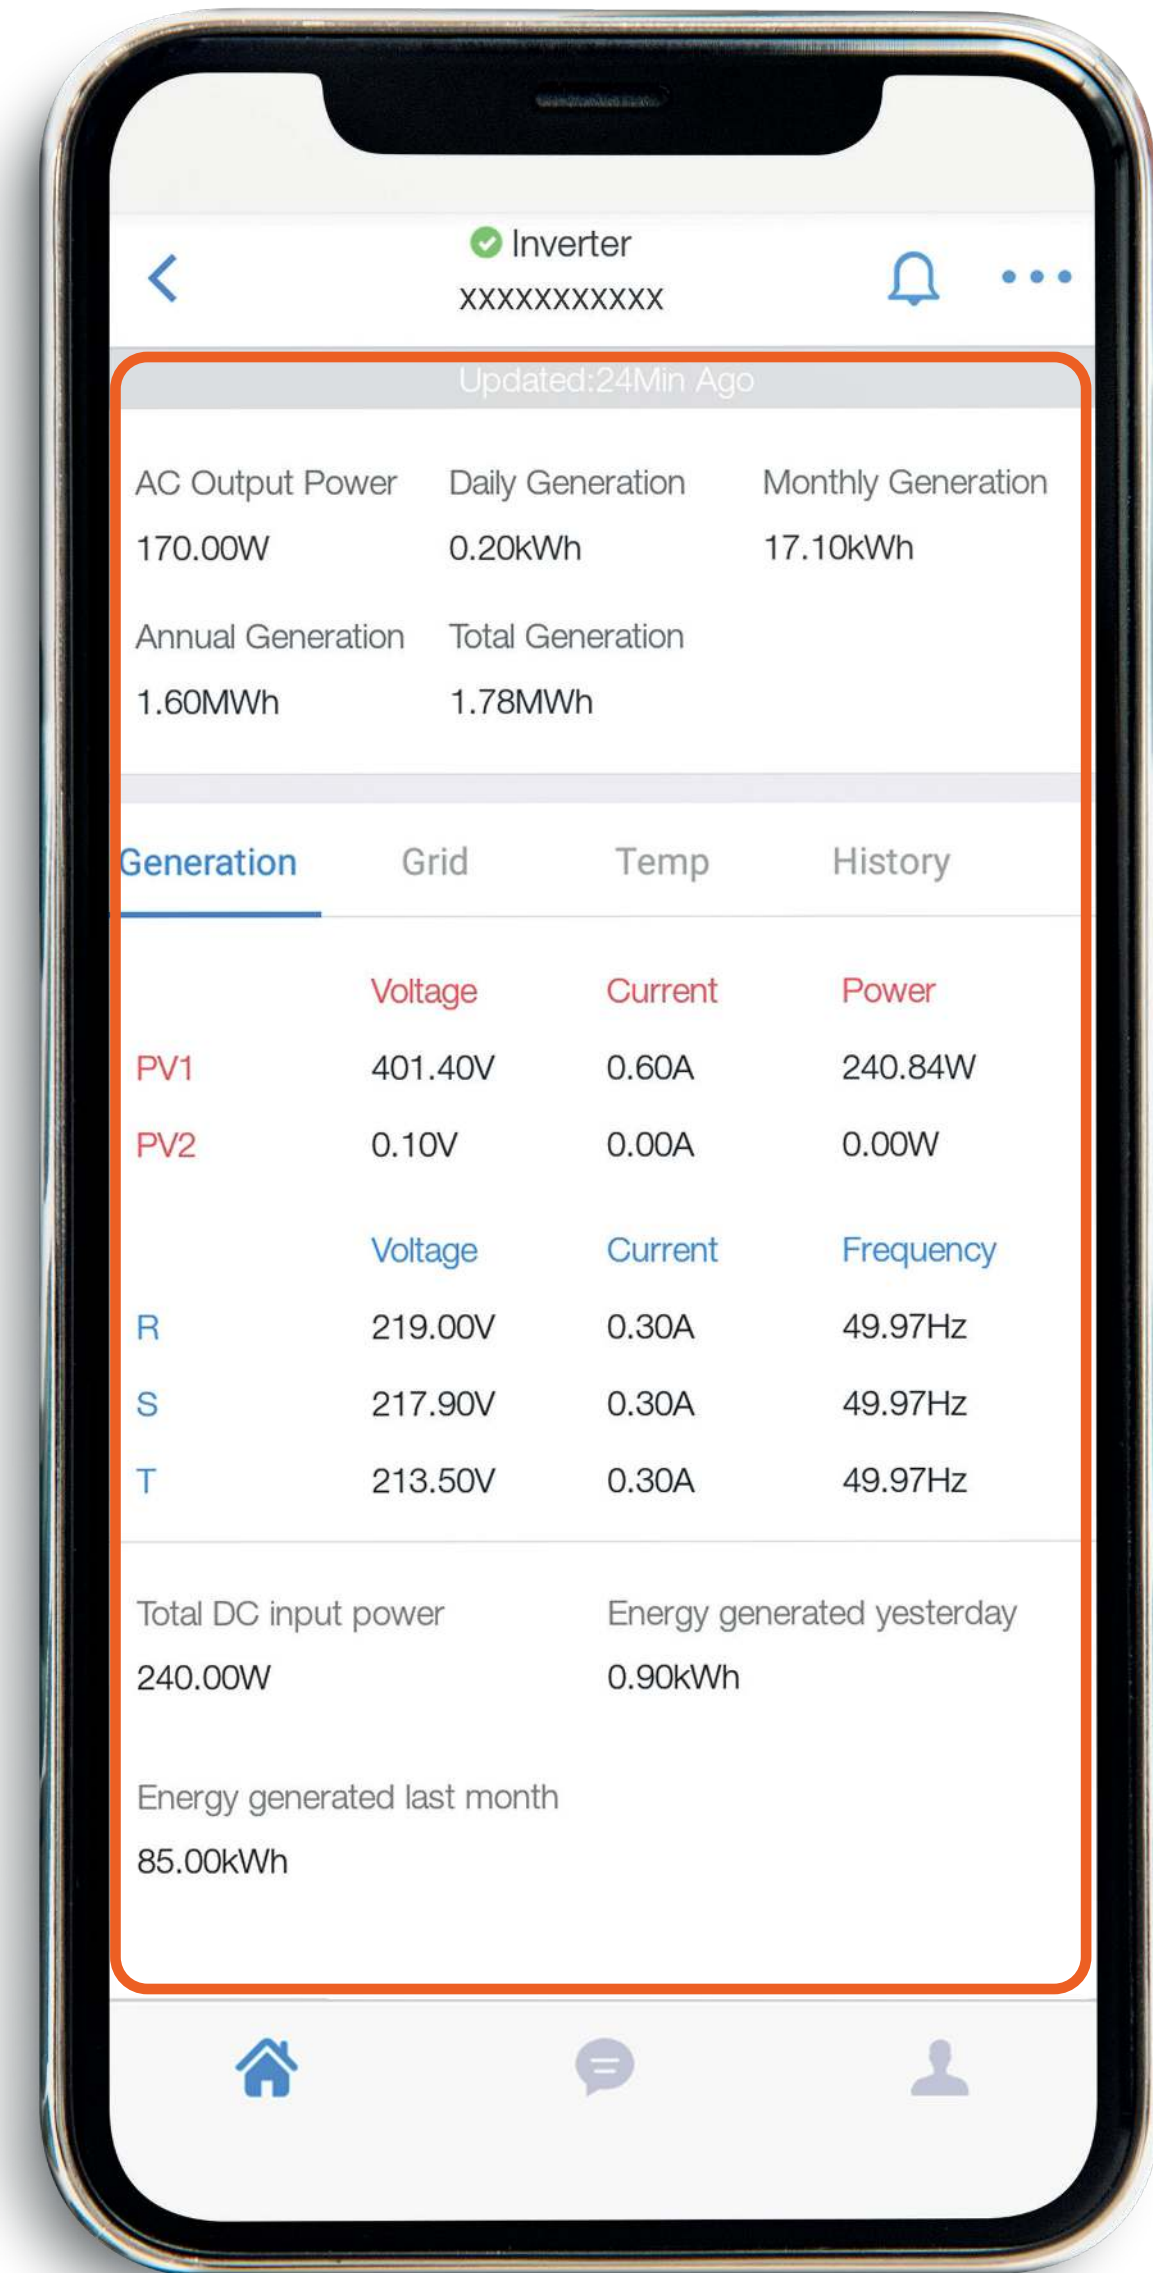 Inverter
XXXXXXXXXXX
Updated:24Min Ago
AC Output Power Daily Generation Monthly Generation
170.00W 0.20kWh 17.10kWh
Annual Generation Total Generation
1.60MWh 1.78MWh
Generation Grid Temp History
Voltage Current Power
PV1 401.40V 0.60A 240.84W
PV2 0.10V 0.00A 0.00W
Voltage Current Frequency
R 219.00V 0.30A 49.97Hz
S 217.90V 0.30A 49.97Hz
T 213.50V 0.30A 49.97Hz
Total DC input power Energy generated yesterday
240.00W 0.90kWh
Energy generated last month
85.00kWh